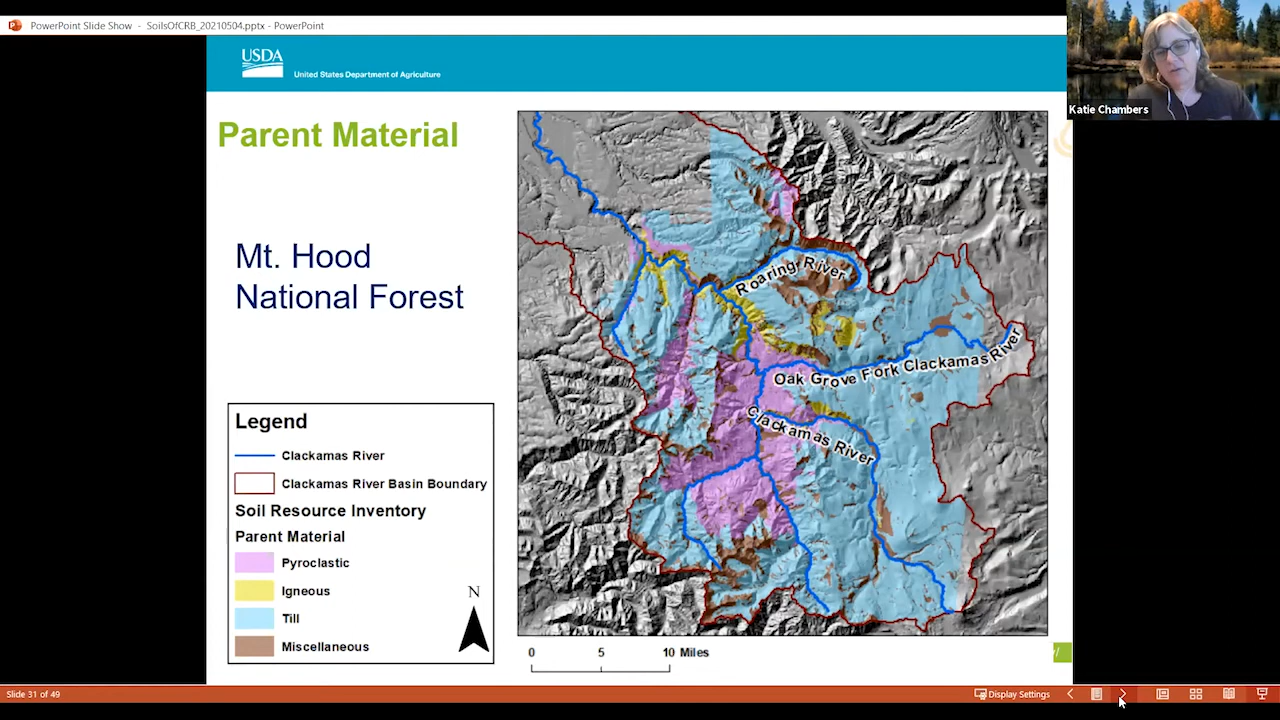 PowerPoint Slide Show - SoilsOfCRB_20210504.pptx - PowerPoint
USDA
United States Department of Agriculture
Katie Chambers
Parent Material
Mt. Hood
National Forest
Roaring River
Oak Grove Fork Clackamas River
Clackamas River
Legend
Clackamas River
Clackamas River Basin Boundary
Soil Resource Inventory
Parent Material
Pyroclastic
Igneous
Till
Miscellaneous
N
0 5 10 Miles
Slide 31 of 49
Display Settings